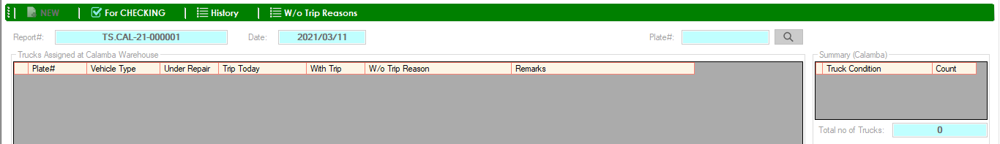 NEW For CHECKING History W/o Trip Reasons
Report#: TS.CAL-21-000001 Date: 2021/03/11 Plate#:
Trucks Assigned at Calamba Warehouse
Plate# Vehicle Type Under Repair Trip Today With Trip W/o Trip Reason Remarks
Summary (Calamba)
Truck Condition Count
Total no of Trucks: 0